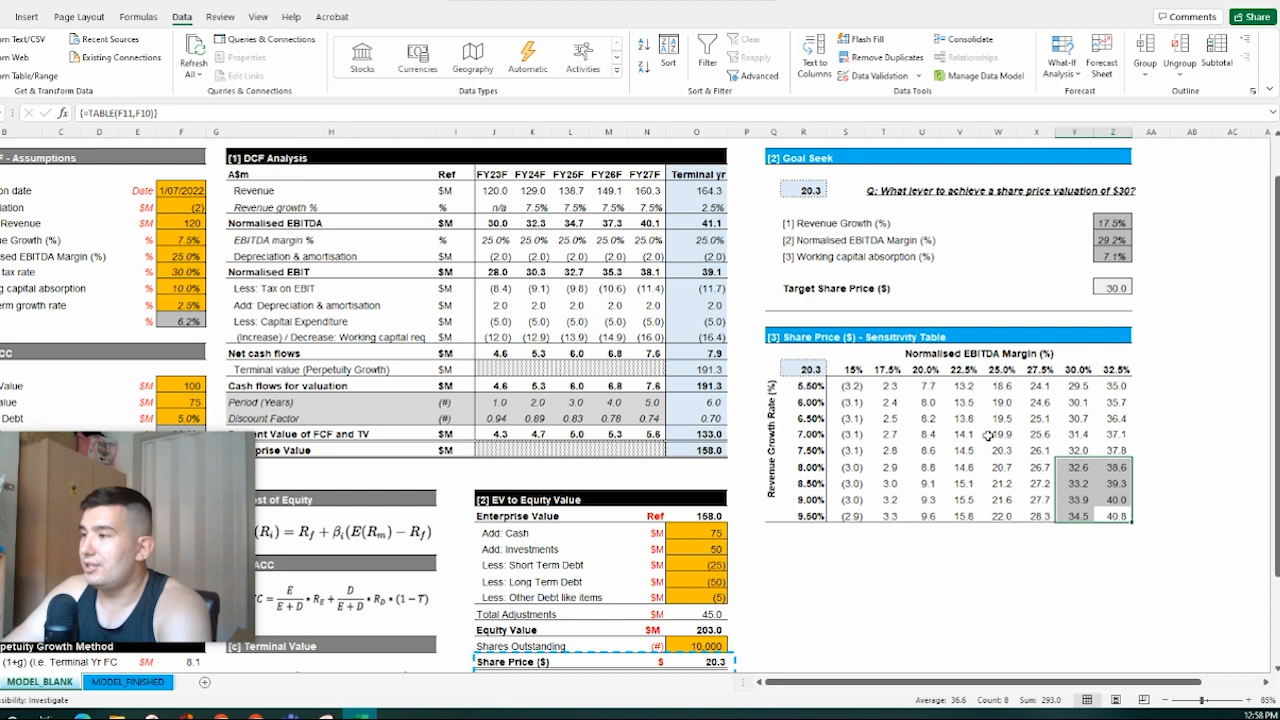 Insert Page Layout Formulas Data Review View Help Acrobat Comments Share
Text/CSV Recent Sources
Web Existing Connections
Table/Range
Get & Transform Data
Refresh All
Queries & Connections
Properties
Edit Links
Queries & Connections
Stocks Currencies Geography Automatic Activities
Data Types
Sort Filter
Clear
Reapply
Advanced
Sort & Filter
Text to Columns
Flash Fill
Remove Duplicates
Data Validation
Consolidate
Relationships
Manage Data Model
Data Tools
What-If Analysis
Forecast Sheet
Forecast
Group Ungroup Subtotal
Outline
fx {=TABLE(F11,F10)}
B C D E F G H I J K L M N O P Q R S T U V W X Y Z AA AB AC AD
- Assumptions
Date 1/07/2022
$M (2)
Revenue $M 120
Growth (%) % 7.5%
EBITDA Margin (%) % 25.0%
tax rate % 30.0%
capital absorption % 10.0%
growth rate % 2.5%
% 6.2%
CC
Value $M 100
$M 75
Debt % 5.0%
[1] DCF Analysis
A$m Ref FY23F FY24F FY25F FY26F FY27F Terminal yr
Revenue $M 120.0 129.0 138.7 149.1 160.3 164.3
Revenue growth % % n/a 7.5% 7.5% 7.5% 7.5% 2.5%
Normalised EBITDA $M 30.0 32.3 34.7 37.3 40.1 41.1
EBITDA margin % % 25.0% 25.0% 25.0% 25.0% 25.0% 25.0%
Depreciation & amortisation $M (2.0) (2.0) (2.0) (2.0) (2.0) (2.0)
Normalised EBIT $M 28.0 30.3 32.7 35.3 38.1 39.1
Less: Tax on EBIT $M (8.4) (9.1) (9.8) (10.6) (11.4) (11.7)
Add: Depreciation & amortisation $M 2.0 2.0 2.0 2.0 2.0 2.0
Less: Capital Expenditure $M (5.0) (5.0) (5.0) (5.0) (5.0) (5.0)
(Increase) / Decrease: Working capital req $M (12.0) (12.9) (13.9) (14.9) (16.0) (16.4)
Net cash flows $M 4.6 5.3 6.0 6.8 7.6 7.9
Terminal value (Perpetuity Growth) $M 191.3
Cash flows for valuation $M 4.6 5.3 6.0 6.8 7.6 191.3
Period (Years) (#) 1.0 2.0 3.0 4.0 5.0 6.0
Discount Factor (#) 0.94 0.89 0.83 0.78 0.74 0.70
Value of FCF and TV $M 4.3 4.7 5.0 5.3 5.6 133.0
Value $M 158.0
[2] Goal Seek
20.3 Q: What lever to achieve a share price valuation of $30?
[1] Revenue Growth (%) 17.5%
[2] Normalised EBITDA Margin (%) 29.2%
[3] Working capital absorption (%) 7.1%
Target Share Price ($) 30.0
[3] Share Price ($) - Sensitivity Table
Normalised EBITDA Margin (%)
20.3 15% 17.5% 20.0% 22.5% 25.0% 27.5% 30.0% 32.5%
Revenue Growth Rate (%)
5.50% (3.2) 2.3 7.7 13.2 18.6 24.1 29.5 35.0
6.00% (3.1) 2.4 8.0 13.5 19.0 24.6 30.1 35.7
6.50% (3.1) 2.5 8.2 13.8 19.5 25.1 30.7 36.4
7.00% (3.1) 2.7 8.4 14.1 19.9 25.6 31.4 37.1
7.50% (3.1) 2.8 8.6 14.5 20.3 26.1 32.0 37.8
8.00% (3.0) 2.9 8.8 14.8 20.7 26.7 32.6 38.6
8.50% (3.0) 3.0 9.1 15.1 21.2 27.2 33.2 39.3
9.00% (3.0) 3.2 9.3 15.5 21.6 27.7 33.9 40.0
9.50% (2.9) 3.3 9.6 15.8 22.0 28.3 34.5 40.8
of Equity
(Ri) = Rf + βi(E(Rm) − Rf)
ACC
= E/(E+D) * RE + D/(E+D) * RD * (1−T)
[c] Terminal Value
[2] EV to Equity Value
Enterprise Value Ref 158.0
Add: Cash $M 75
Add: Investments $M 50
Less: Short Term Debt $M (25)
Less: Long Term Debt $M (50)
Less: Other Debt like items $M (5)
Total Adjustments $M 45.0
Equity Value $M 203.0
Shares Outstanding (#) 10,000
Share Price ($) $ 20.3
Growth Method
(1+g) (i.e. Terminal Yr FC $M 8.1
MODEL_BLANK MODEL_FINISHED
Investigate Average: 36.6 Count: 8 Sum: 293.0 85%
12:58 PM